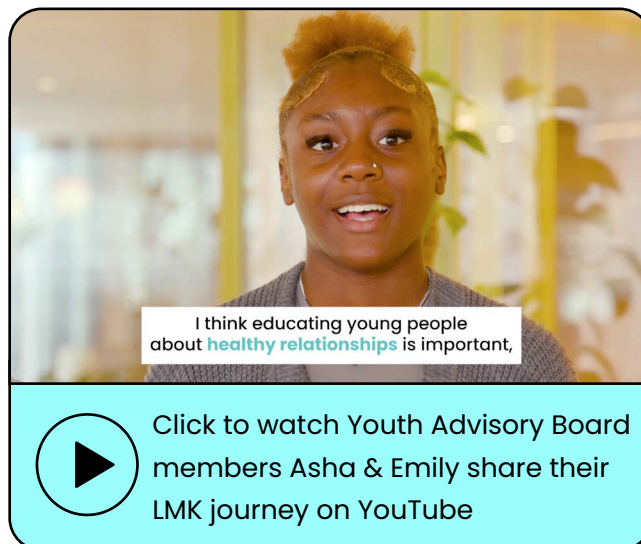 I think educating young people
about healthy relationships is important,
Click to watch Youth Advisory Board
members Asha & Emily share their
LMK journey on YouTube